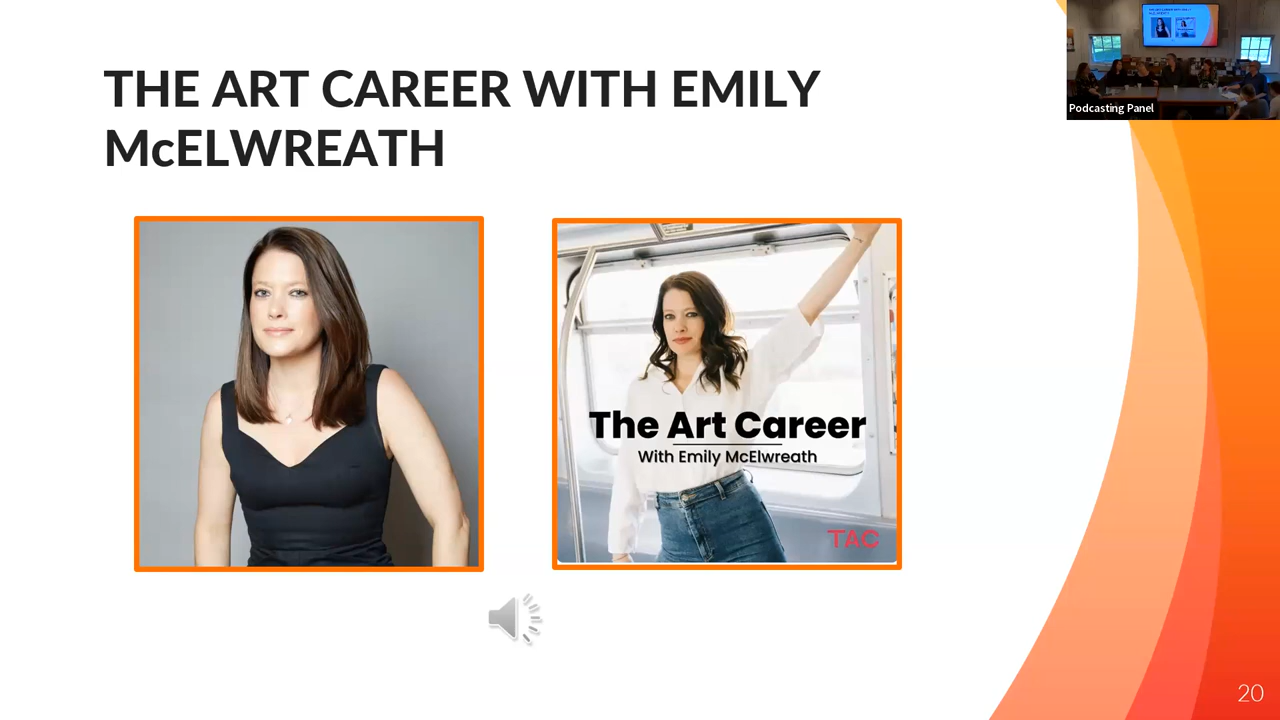 THE ART CAREER WITH EMILY
McELWREATH
Podcasting Panel
The Art Career
With Emily McElwreath
TAC
20